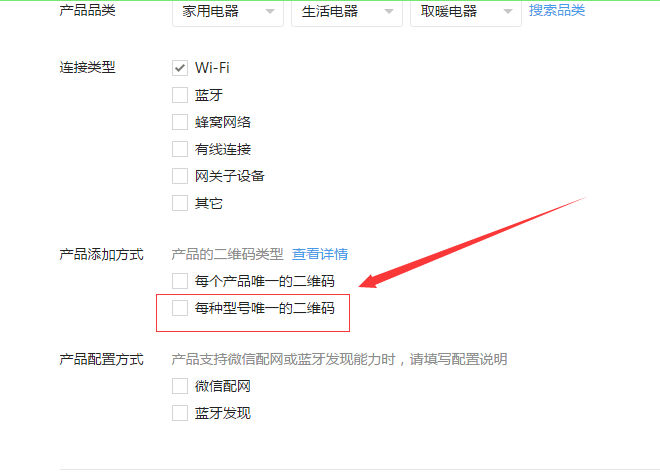 产品品类 家用电器 生活电器 取暖电器 搜索品类
连接类型 Wi-Fi
蓝牙
蜂窝网络
有线连接
网关子设备
其它
产品添加方式 产品的二维码类型 查看详情
每个产品唯一的二维码
每种型号唯一的二维码
产品配置方式 产品支持微信配网或蓝牙发现能力时，请填写配置说明
微信配网
蓝牙发现